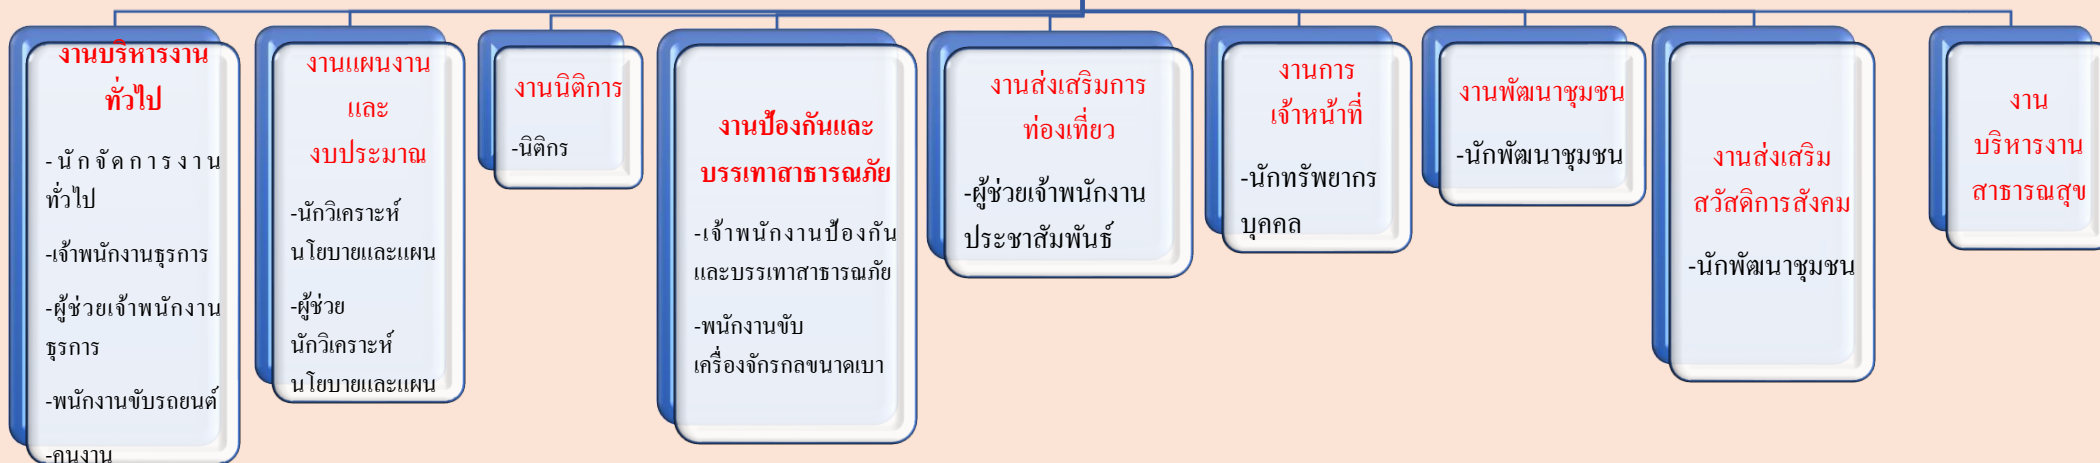 งานบริหารงาน
ทั่วไป
-นักจัดการงาน
ทั่วไป
-เจ้าพนักงานธุรการ
-ผู้ช่วยเจ้าพนักงาน
ธุรการ
-พนักงานขับรถยนต์
-คนงาน
งานแผนงาน
และ
งบประมาณ
-นักวิเคราะห์
นโยบายและแผน
-ผู้ช่วย
นักวิเคราะห์
นโยบายและแผน
งานนิติการ
-นิติกร
งานป้องกันและ
บรรเทาสาธารณภัย
-เจ้าพนักงานป้องกัน
และบรรเทาสาธารณภัย
-พนักงานขับ
เครื่องจักรกลขนาดเบา
งานส่งเสริมการ
ท่องเที่ยว
-ผู้ช่วยเจ้าพนักงาน
ประชาสัมพันธ์
งานการ
เจ้าหน้าที่
-นักทรัพยากร
บุคคล
งานพัฒนาชุมชน
-นักพัฒนาชุมชน
งานส่งเสริม
สวัสดิการสังคม
-นักพัฒนาชุมชน
งาน
บริหารงาน
สาธารณสุข